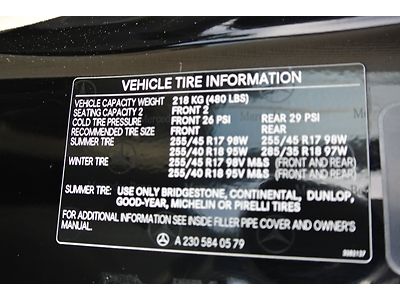 VEHICLE TIRE INFORMATION
VEHICLE CAPACITY WEIGHT 218 KG (480 LBS)
SEATING CAPACITY 2 FRONT 2
COLD TIRE PRESSURE FRONT 26 PSI REAR 29 PSI
RECOMMENDED TIRE SIZE FRONT REAR
SUMMER TIRE 255/45 R17 98W 255/45 R17 98W
255/40 R18 95W 285/35 R18 97W
WINTER TIRE 255/45 R17 98V M&S (FRONT AND REAR)
255/40 R18 95V M&S (FRONT AND REAR)
SUMMER TIRE: USE ONLY BRIDGESTONE, CONTINENTAL, DUNLOP,
GOOD-YEAR, MICHELIN OR PIRELLI TIRES
FOR ADDITIONAL INFORMATION SEE INSIDE FILLER PIPE COVER AND OWNER'S
MANUAL.
A 230 584 05 79